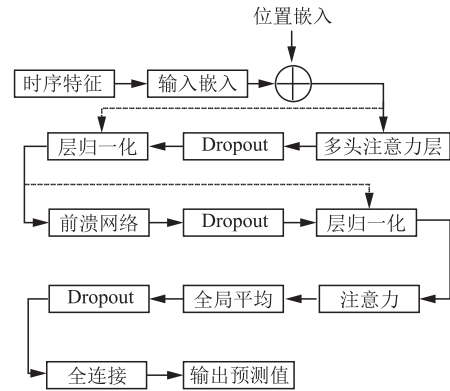 位置嵌入
时序特征
输入嵌入
多头注意力层
Dropout
层归一化
前溃网络
Dropout
层归一化
注意力
全局平均
Dropout
全连接
输出预测值